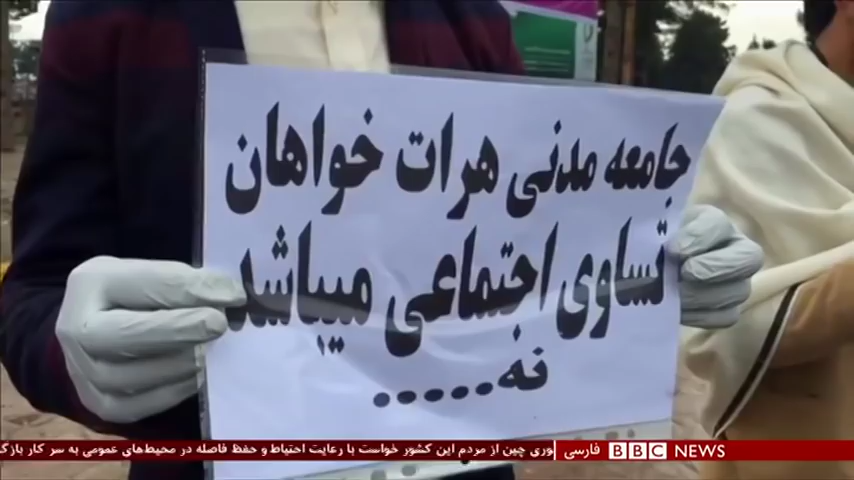 جامعه مدنی هرات خواهان
تساوی اجتماعی میباشد
نه......
وری چین از مردم این کشور خواست با رعایت احتیاط و حفظ فاصله در محیط‌های عمومی به سر کار بازگ
فارسی BBC NEWS